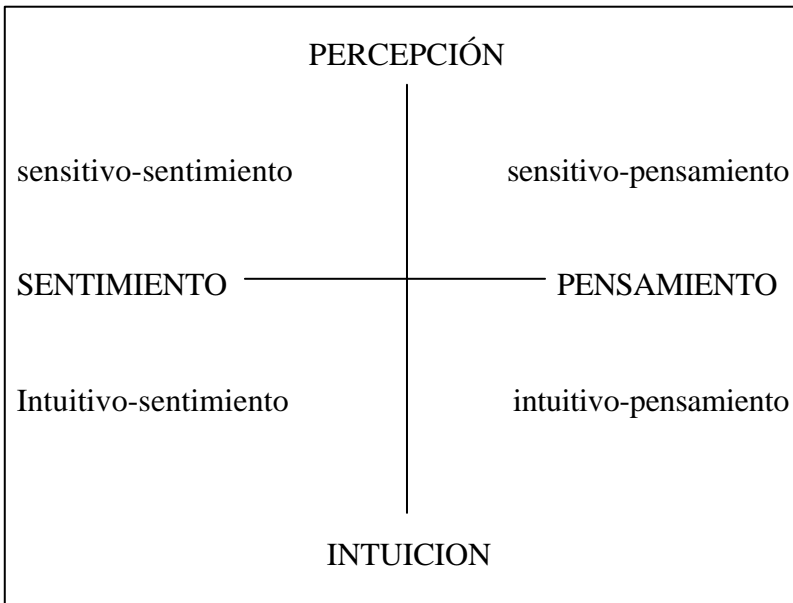 PERCEPCIÓN
sensitivo-sentimiento sensitivo-pensamiento
SENTIMIENTO PENSAMIENTO
Intuitivo-sentimiento intuitivo-pensamiento
INTUICION